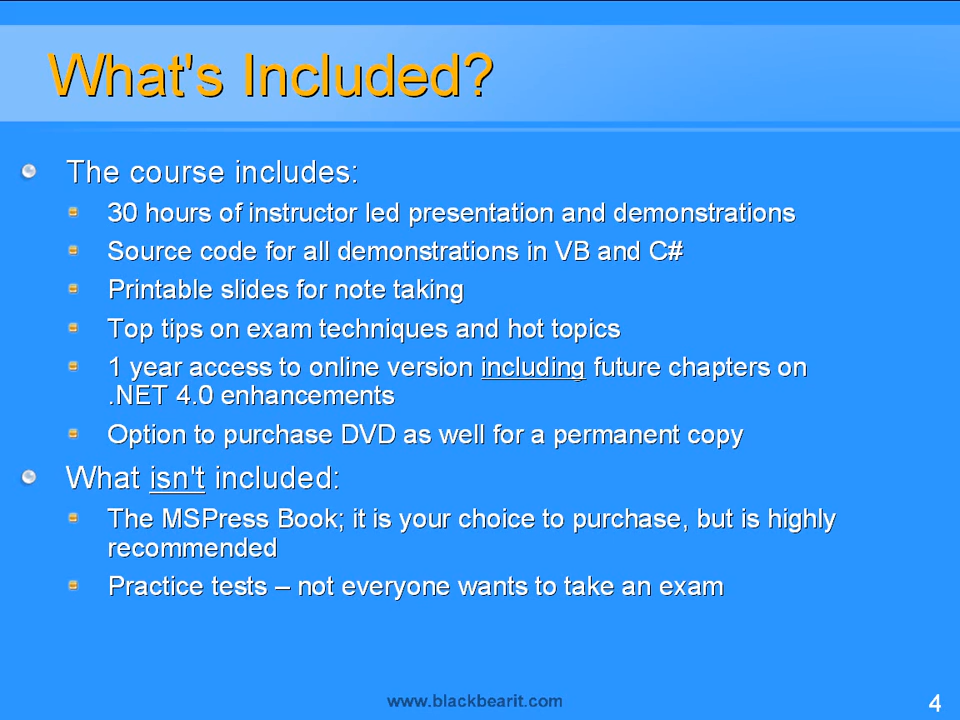 What's Included?
The course includes:
30 hours of instructor led presentation and demonstrations
Source code for all demonstrations in VB and C#
Printable slides for note taking
Top tips on exam techniques and hot topics
1 year access to online version including future chapters on
.NET 4.0 enhancements
Option to purchase DVD as well for a permanent copy
What isn't included:
The MSPress Book; it is your choice to purchase, but is highly
recommended
Practice tests – not everyone wants to take an exam
www.blackbearit.com
4